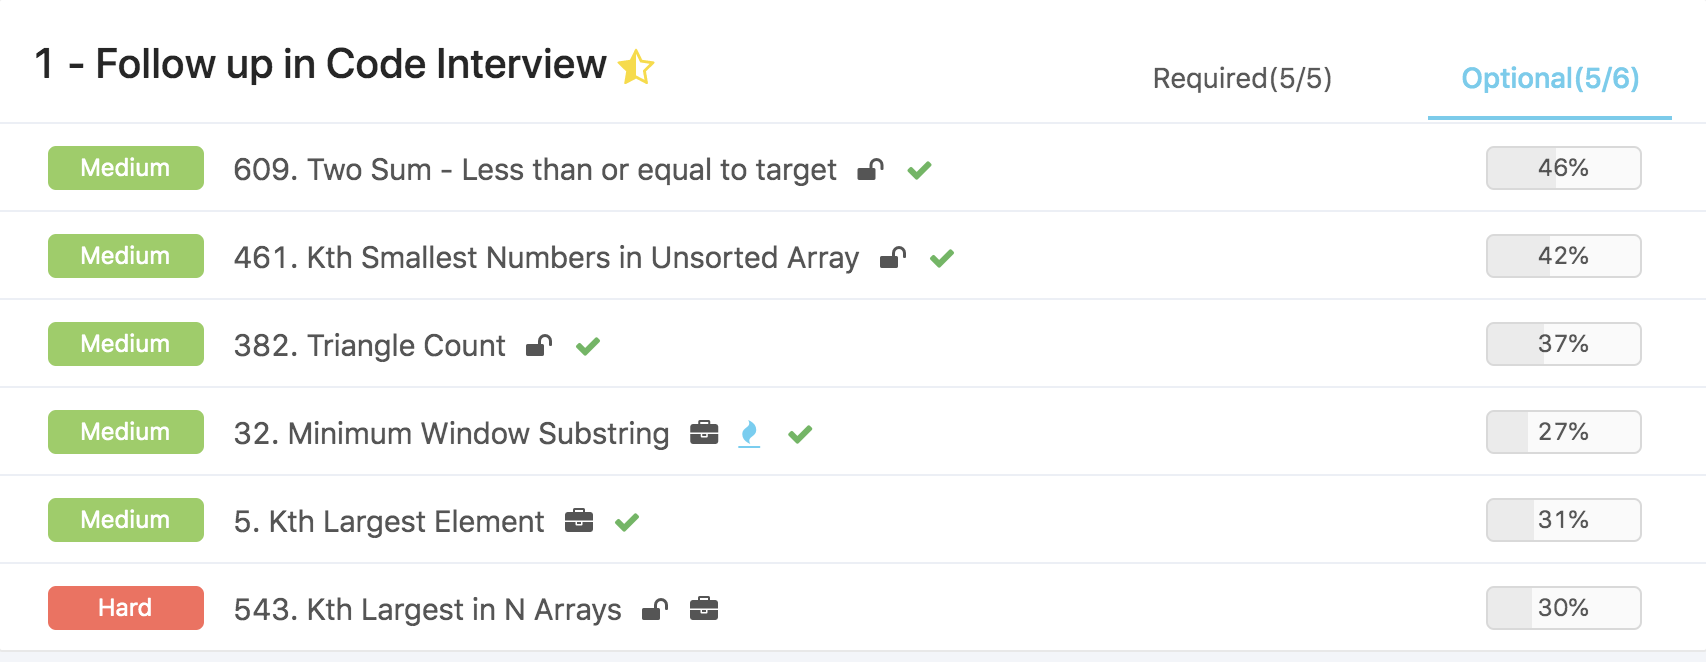 1 - Follow up in Code Interview
Required(5/5)
Optional(5/6)
Medium 609. Two Sum - Less than or equal to target 46%
Medium 461. Kth Smallest Numbers in Unsorted Array 42%
Medium 382. Triangle Count 37%
Medium 32. Minimum Window Substring 27%
Medium 5. Kth Largest Element 31%
Hard 543. Kth Largest in N Arrays 30%